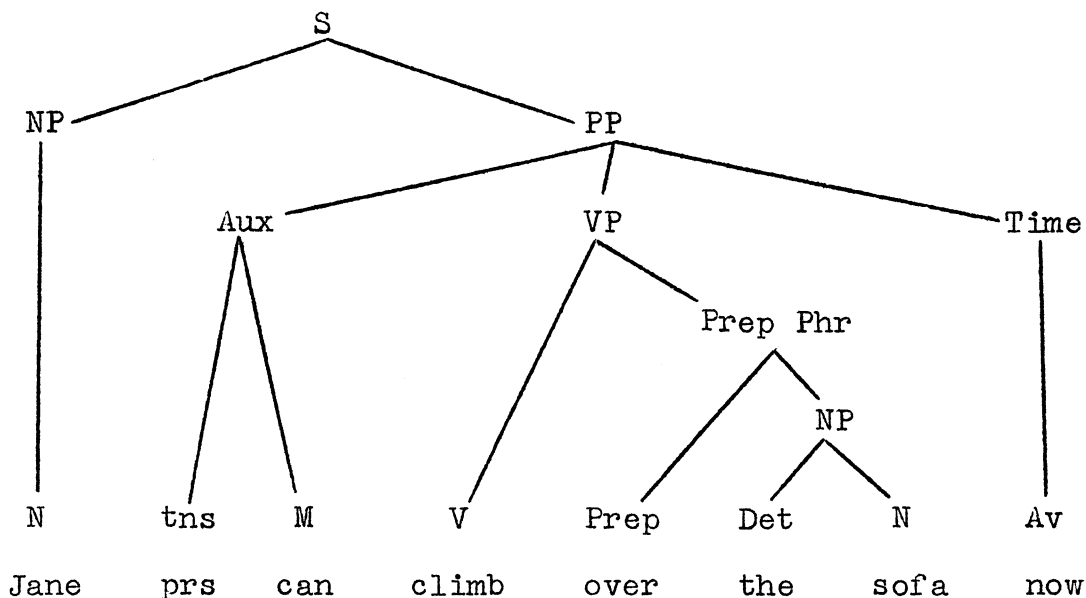 S
NP PP
Aux VP Time
Prep Phr
NP
N tns M V Prep Det N Av
Jane prs can climb over the sofa now